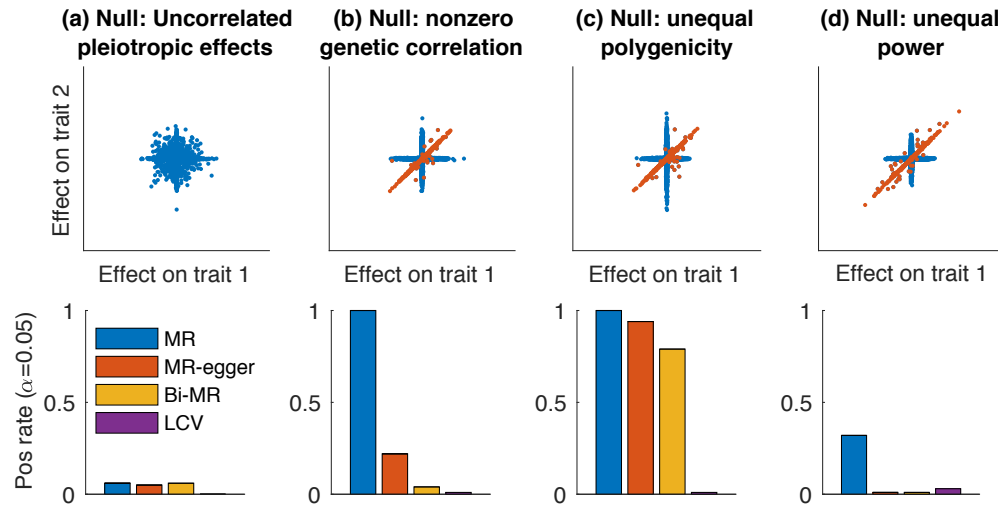 (a) Null: Uncorrelated
pleiotropic effects
(b) Null: nonzero
genetic correlation
(c) Null: unequal
polygenicity
(d) Null: unequal
power
Effect on trait 2
Effect on trait 1
Effect on trait 1
Effect on trait 1
Effect on trait 1
Pos rate (α=0.05)
1
0.5
0
MR
MR-egger
Bi-MR
LCV
1
0.5
0
1
0.5
0
1
0.5
0